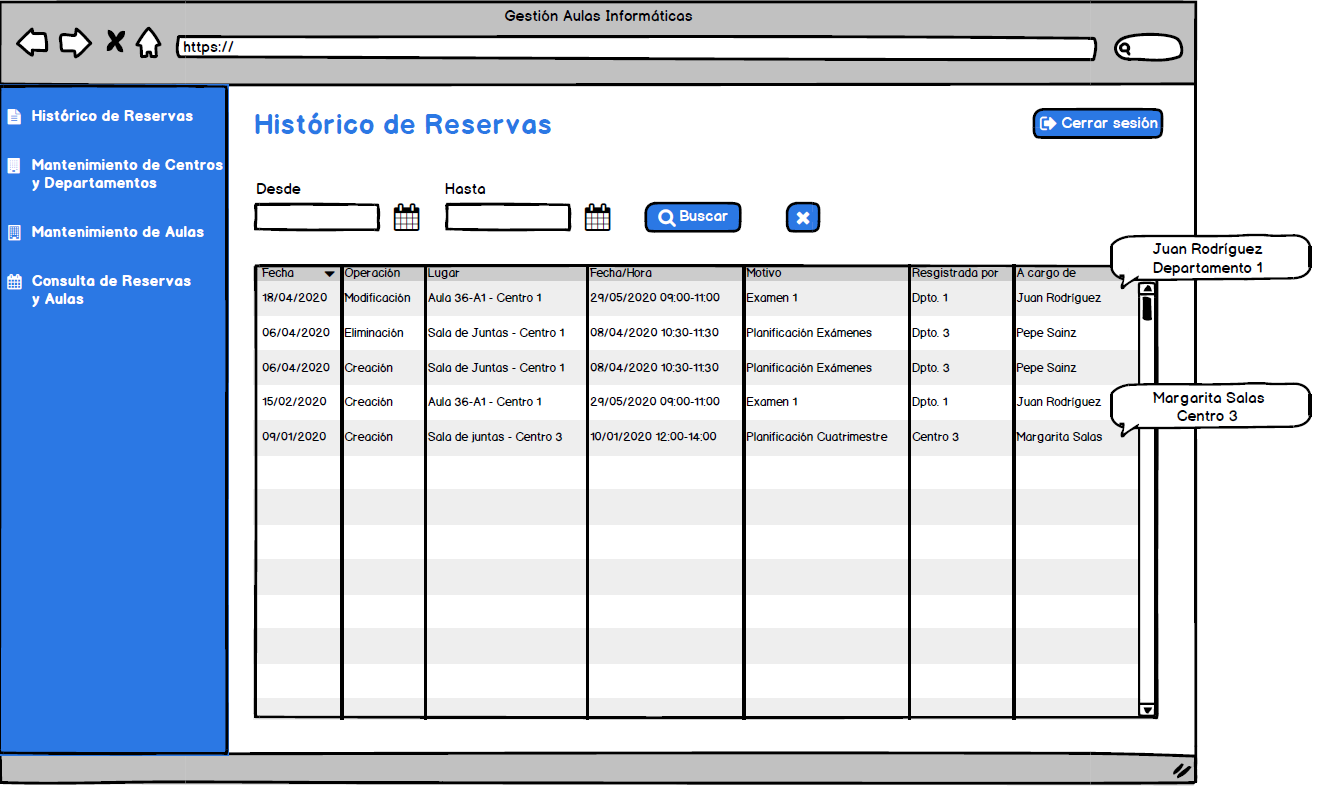 Gestión Aulas Informáticas
https://
Histórico de Reservas
Mantenimiento de Centros
y Departamentos
Mantenimiento de Aulas
Consulta de Reservas
y Aulas
Histórico de Reservas
Cerrar sesión
Desde
Hasta
Buscar
Fecha Operación Lugar Fecha/Hora Motivo Resgistrada por A cargo de
18/04/2020 Modificación Aula 36-A1 - Centro 1 29/05/2020 09:00-11:00 Examen 1 Dpto. 1 Juan Rodríguez
06/04/2020 Eliminación Sala de Juntas - Centro 1 08/04/2020 10:30-11:30 Planificación Exámenes Dpto. 3 Pepe Sainz
06/04/2020 Creación Sala de Juntas - Centro 1 08/04/2020 10:30-11:30 Planificación Exámenes Dpto. 3 Pepe Sainz
15/02/2020 Creación Aula 36-A1 - Centro 1 29/05/2020 09:00-11:00 Examen 1 Dpto. 1 Juan Rodríguez
09/01/2020 Creación Sala de juntas - Centro 3 10/01/2020 12:00-14:00 Planificación Cuatrimestre Centro 3 Margarita Salas
Juan Rodríguez
Departamento 1
Margarita Salas
Centro 3